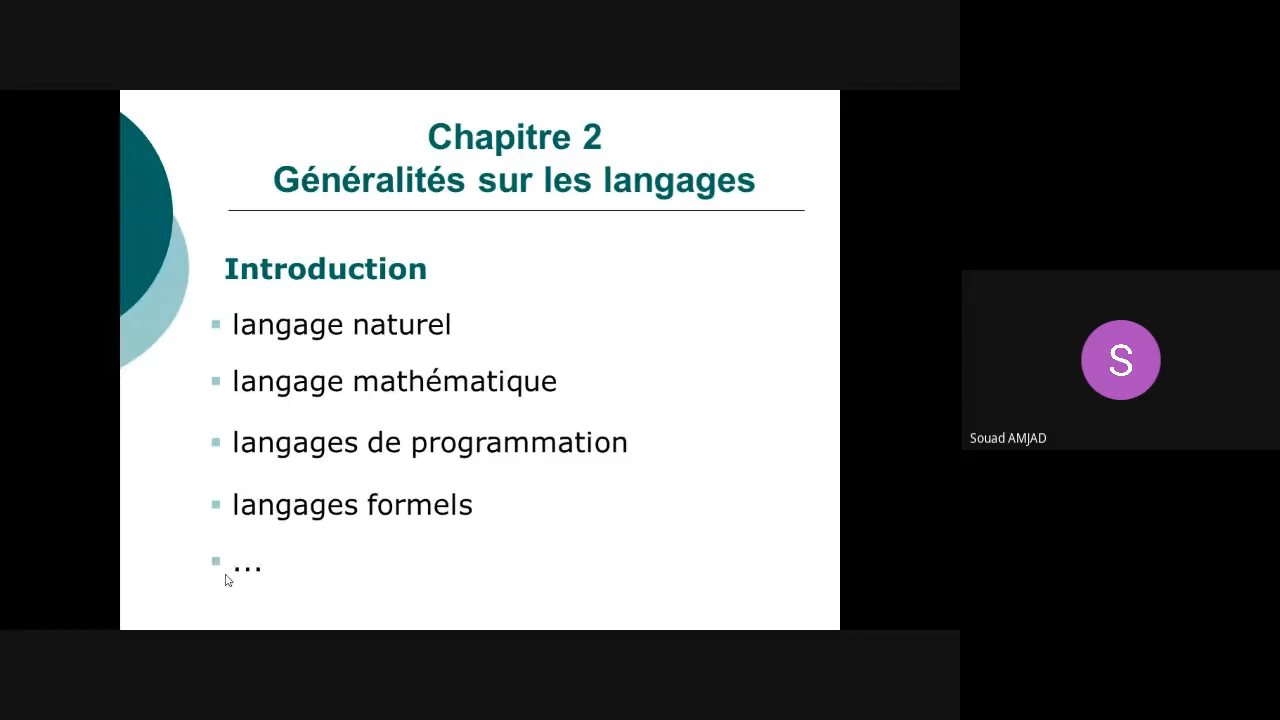 Chapitre 2
Généralités sur les langages
Introduction
langage naturel
langage mathématique
langages de programmation
langages formels
...
S
Souad AMJAD